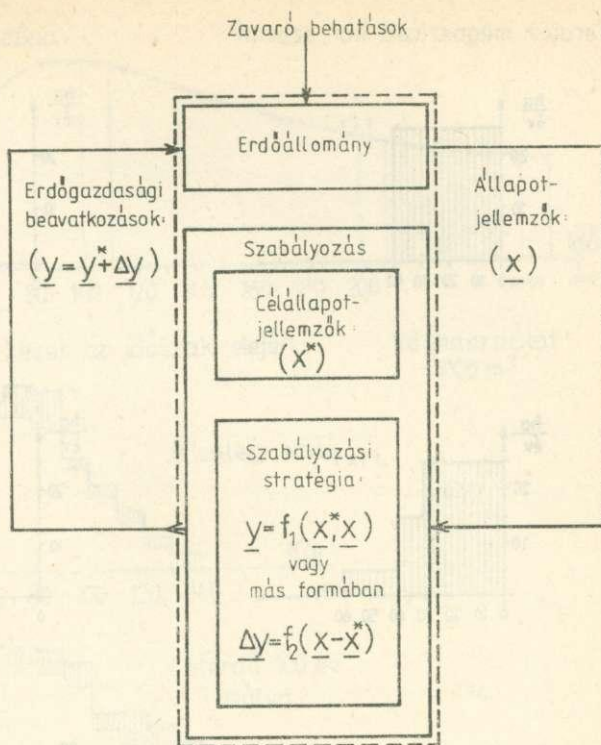 Zavaró behatások
Erdőállomány
Erdőgazdasági
beavatkozások:
(y=y*+Δy)
Állapot-
jellemzők:
(x)
Szabályozás
Célállapot-
jellemzők:
(x*)
Szabályozási
stratégia:
y=f₁(x*,x)
vagy
más formában
Δy=f₂(x-x*)